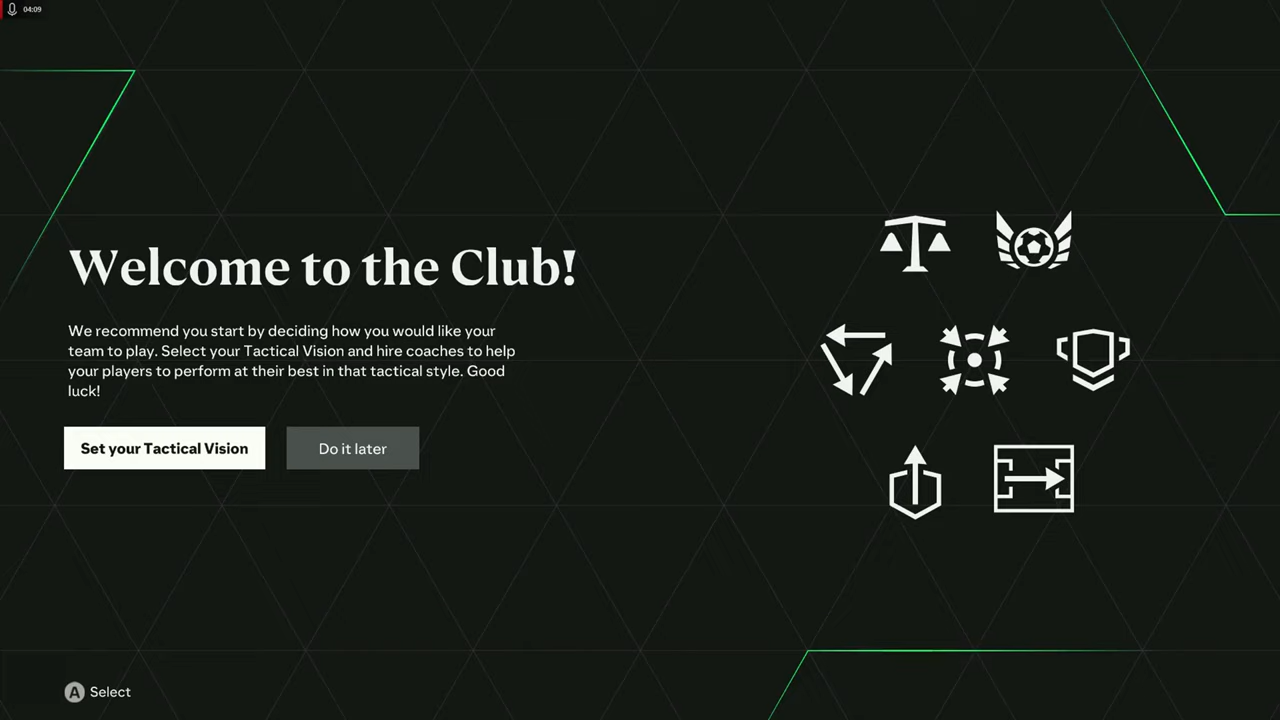 04:09
Welcome to the Club!
We recommend you start by deciding how you would like your
team to play. Select your Tactical Vision and hire coaches to help
your players to perform at their best in that tactical style. Good
luck!
Set your Tactical Vision
Do it later
A Select